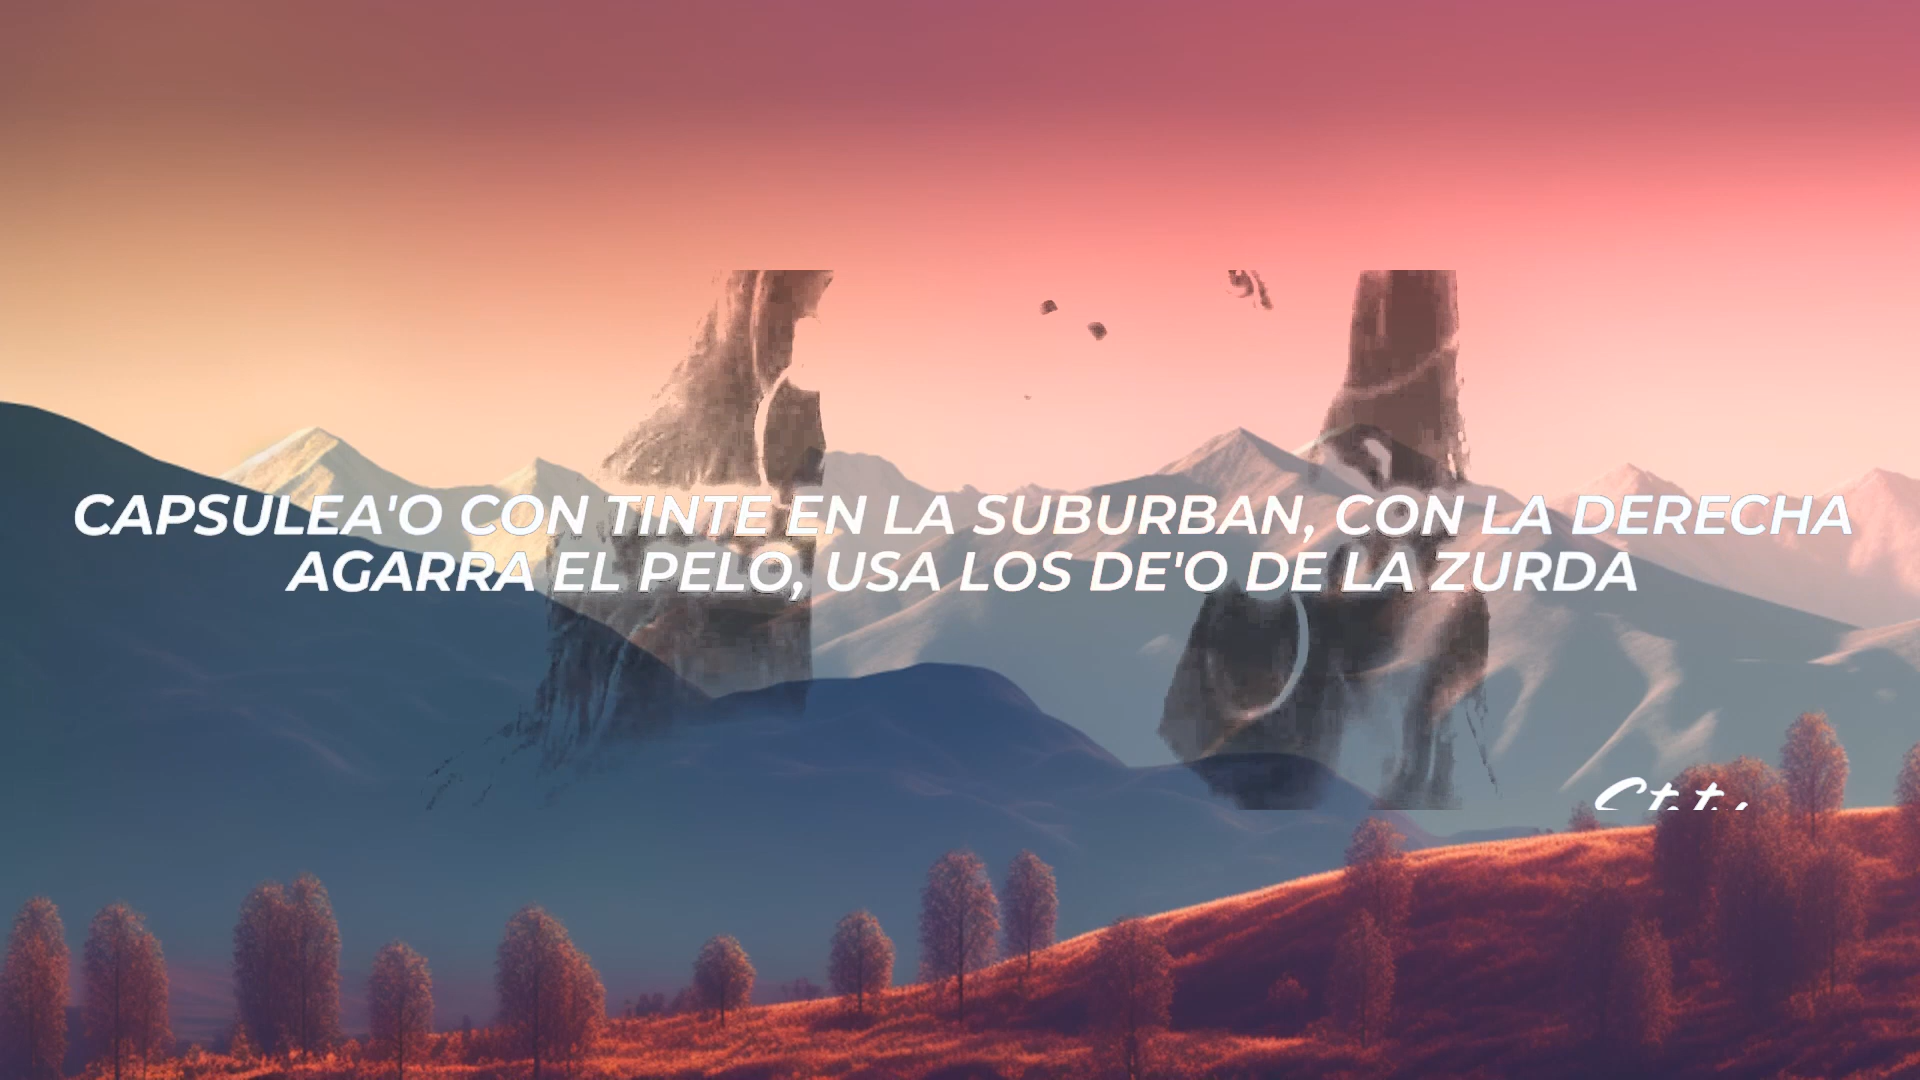 CAPSULEA'O CON TINTE EN LA SUBURBAN, CON LA DERECHA
AGARRA EL PELO, USA LOS DE'O DE LA ZURDA